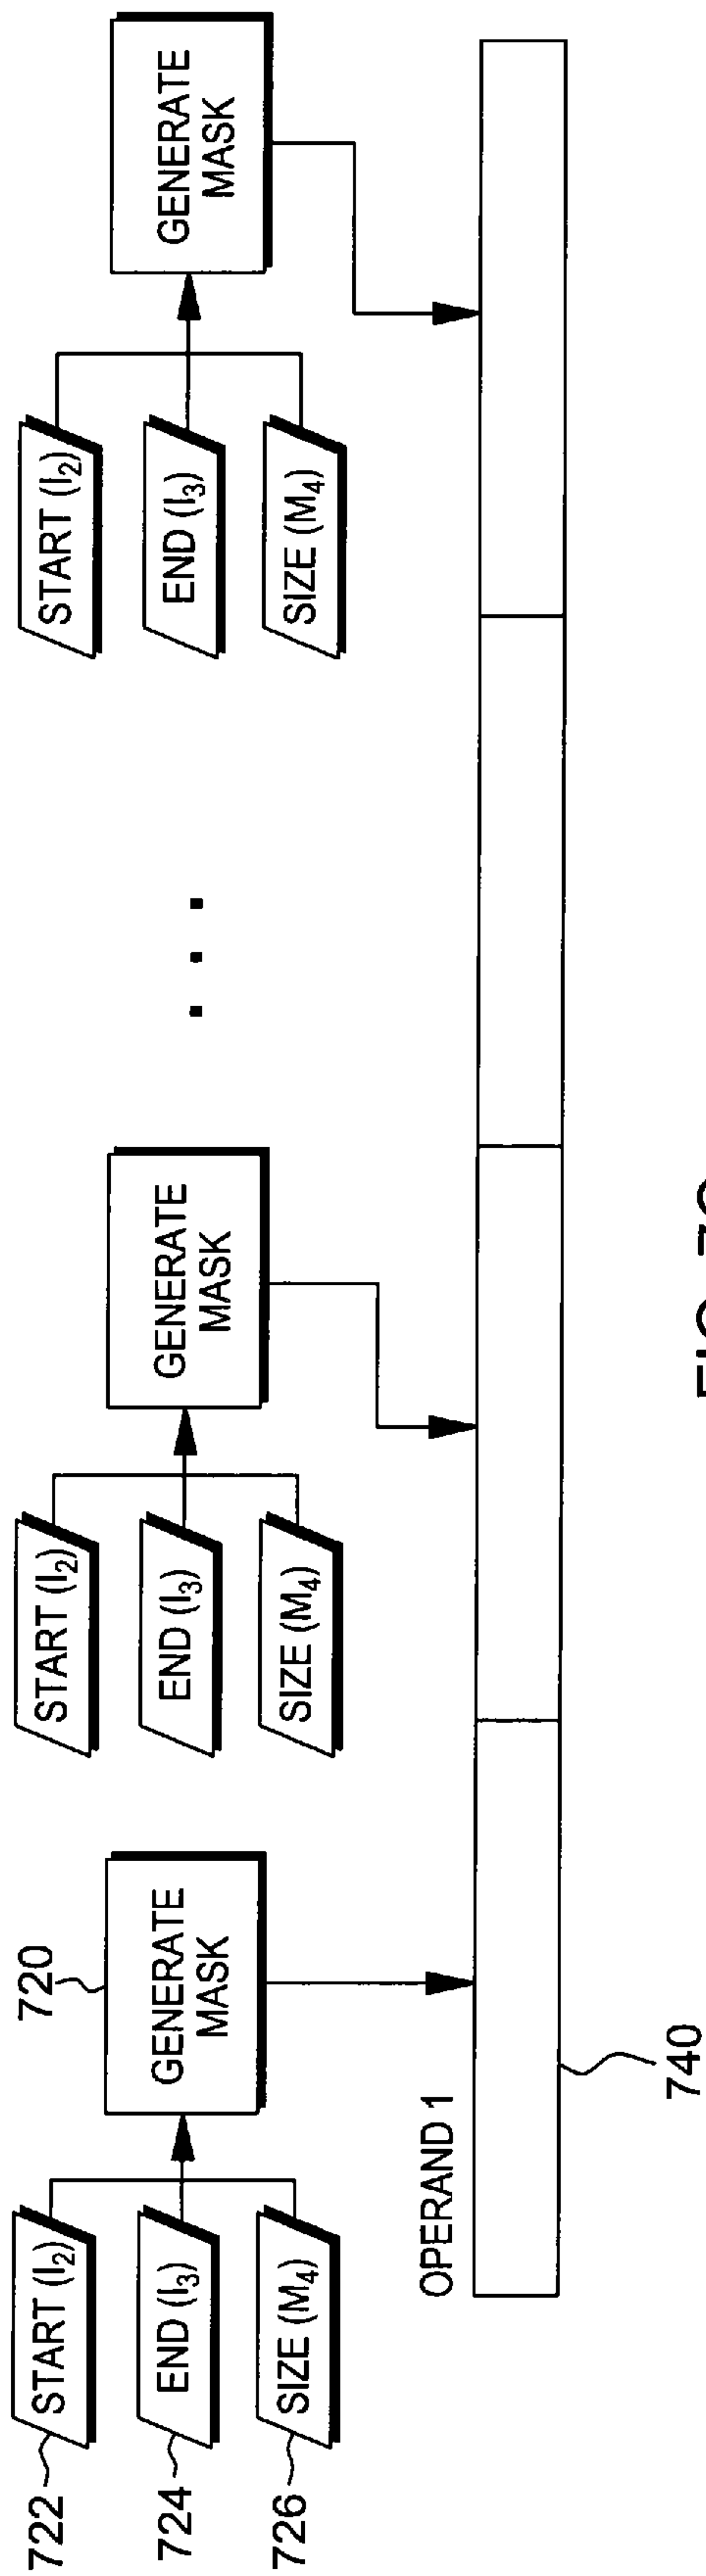 722
START (I₂)
724
END (I₃)
726
SIZE (M₄)
720
GENERATE
MASK
START (I₂)
END (I₃)
SIZE (M₄)
GENERATE
MASK
. . .
START (I₂)
END (I₃)
SIZE (M₄)
GENERATE
MASK
OPERAND 1
740
FIG.